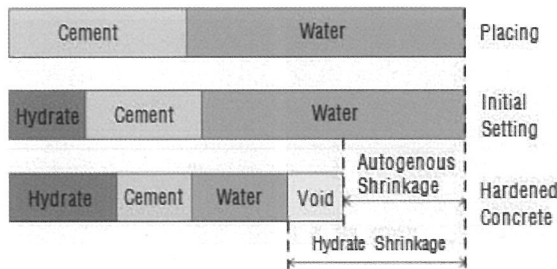 Cement Water Placing
Hydrate Cement Water Initial
Setting
Hydrate Cement Water Void Autogenous
Shrinkage Hardened
Concrete
Hydrate Shrinkage